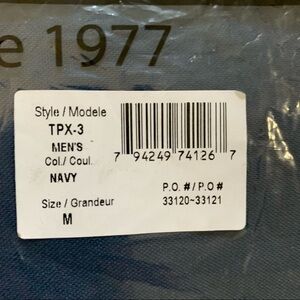 e 1977
Style / Modele
TPX-3
MEN'S
Col./ Coul.
NAVY
Size / Grandeur
M
7 94249 74126 7
P.O. # / P.O #
33120~33121